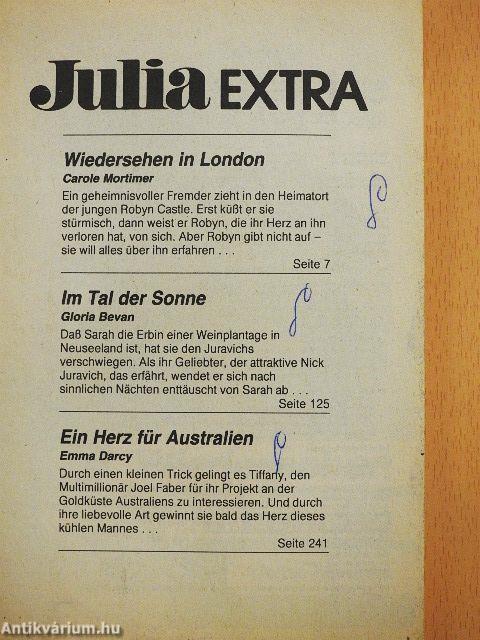 Julia EXTRA
Wiedersehen in London
Carole Mortimer
Ein geheimnisvoller Fremder zieht in den Heimatort
der jungen Robyn Castle. Erst küßt er sie
stürmisch, dann weist er Robyn, die ihr Herz an ihn
verloren hat, von sich. Aber Robyn gibt nicht auf –
sie will alles über ihn erfahren . . .
Seite 7
Im Tal der Sonne
Gloria Bevan
Daß Sarah die Erbin einer Weinplantage in
Neuseeland ist, hat sie den Juravichs
verschwiegen. Als ihr Geliebter, der attraktive Nick
Juravich, das erfährt, wendet er sich nach
sinnlichen Nächten enttäuscht von Sarah ab . . .
Seite 125
Ein Herz für Australien
Emma Darcy
Durch einen kleinen Trick gelingt es Tiffany, den
Multimillionär Joel Faber für ihr Projekt an der
Goldküste Australiens zu interessieren. Und durch
ihre liebevolle Art gewinnt sie bald das Herz dieses
kühlen Mannes . . .
Seite 241
Antikvárium.hu